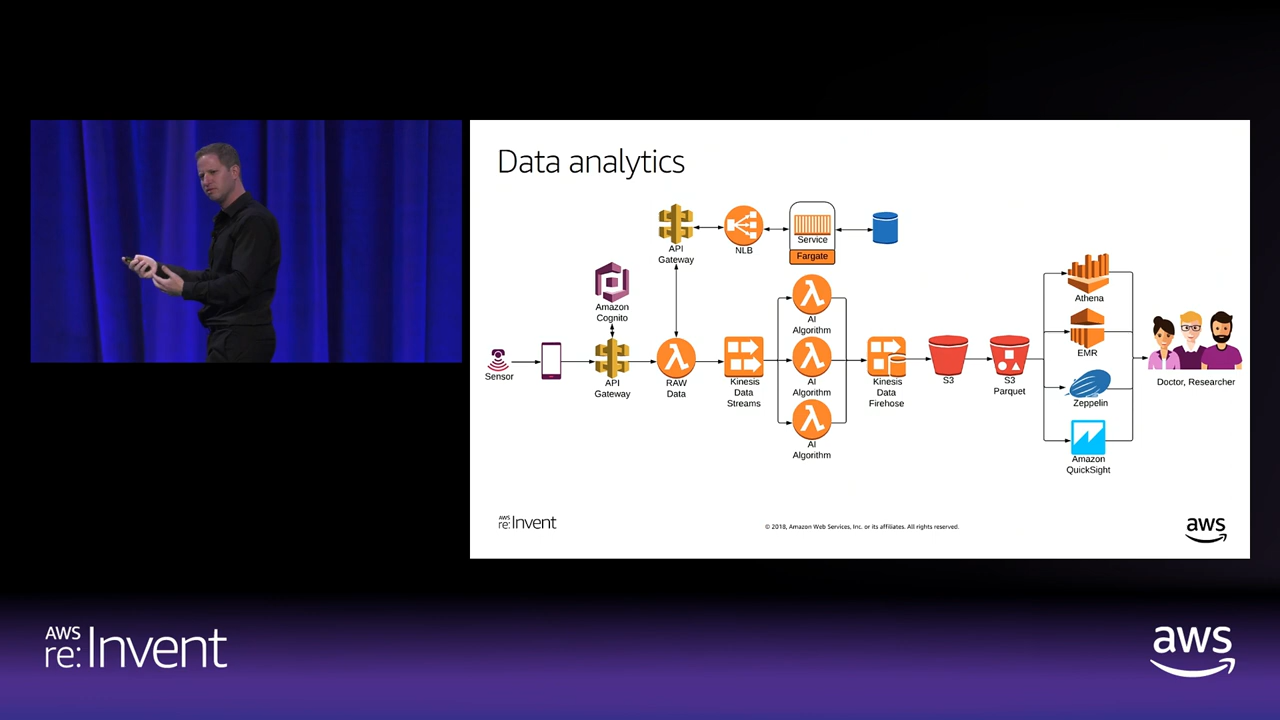 Data analytics
API
Gateway
NLB
Service
Fargate
Amazon
Cognito
AI
Algorithm
Sensor
API
Gateway
RAW
Data
Kinesis
Data
Streams
AI
Algorithm
AI
Algorithm
Kinesis
Data
Firehose
S3
S3
Parquet
Athena
EMR
Zeppelin
Amazon
QuickSight
Doctor, Researcher
AWS
re:Invent
© 2018, Amazon Web Services, Inc. or its affiliates. All rights reserved.
aws
AWS
re:Invent
aws